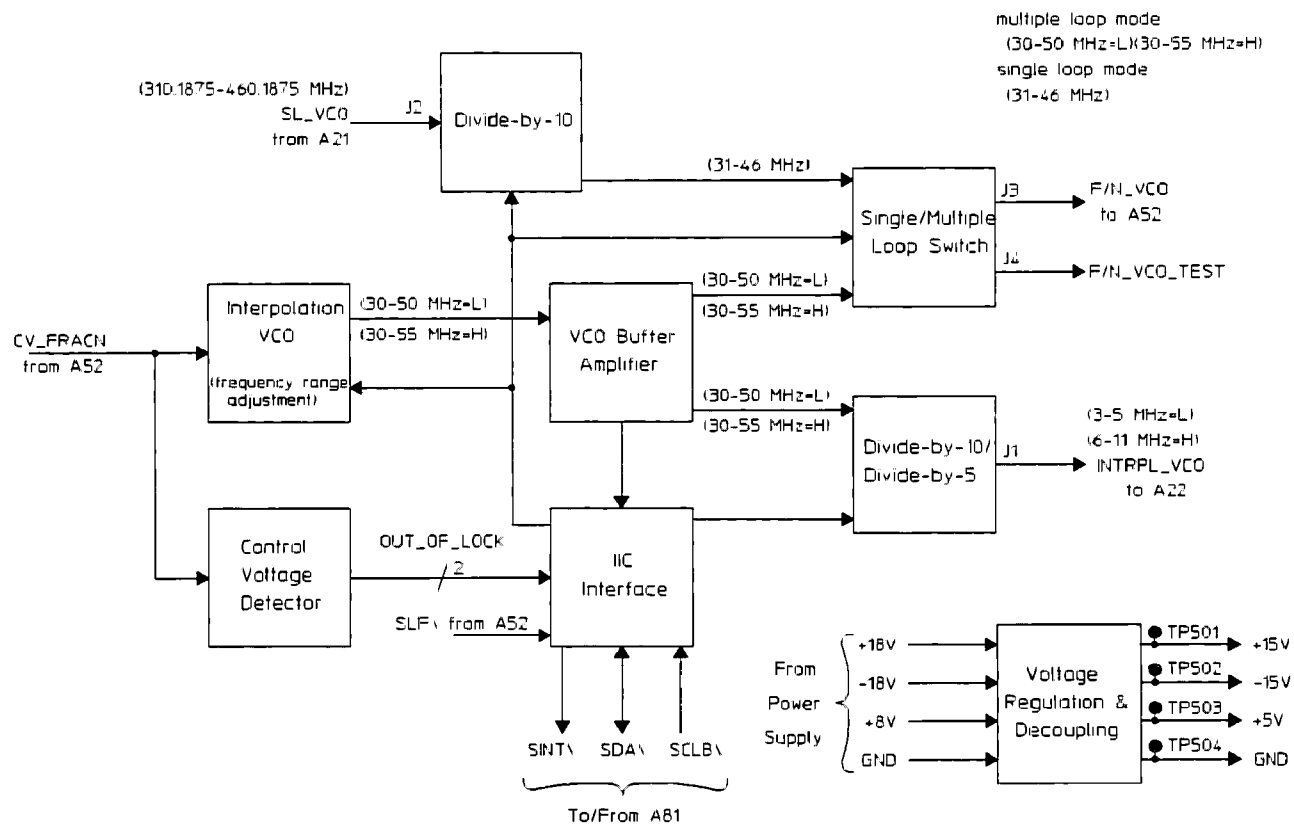 multiple loop mode
(30-50 MHz=L)(30-55 MHz=H)
single loop mode
(31-46 MHz)
(310.1875-460.1875 MHz)
SL_VCO
from A21
J2
Divide-by-10
(31-46 MHz)
Single/Multiple
Loop Switch
J3
F/N_VCO
to A52
J4
F/N_VCO_TEST
CV_FRACN
from A52
Interpolation
VCO
(frequency range
adjustment)
(30-50 MHz=L)
(30-55 MHz=H)
VCO Buffer
Amplifier
(30-50 MHz=L)
(30-55 MHz=H)
(30-50 MHz=L)
(30-55 MHz=H)
Divide-by-10/
Divide-by-5
J1
(3-5 MHz=L)
(6-11 MHz=H)
INTRPL_VCO
to A22
Control
Voltage
Detector
OUT_OF_LOCK
2
SLF\ from A52
IIC
Interface
SINT\
SDA\
SCLB\
To/From A81
From
Power
Supply
+18V
-18V
+8V
GND
Voltage
Regulation &
Decoupling
TP501
+15V
TP502
-15V
TP503
+5V
TP504
GND